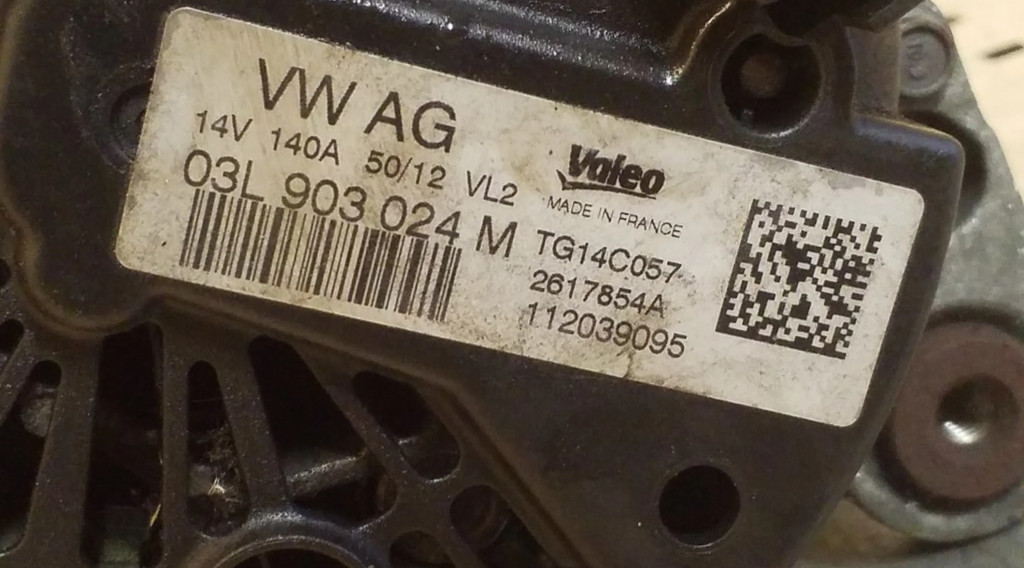 VW AG
14V 140A 50/12 VL2
03L 903 024 M
Valeo
MADE IN FRANCE
TG14C057
2617854A
112039095